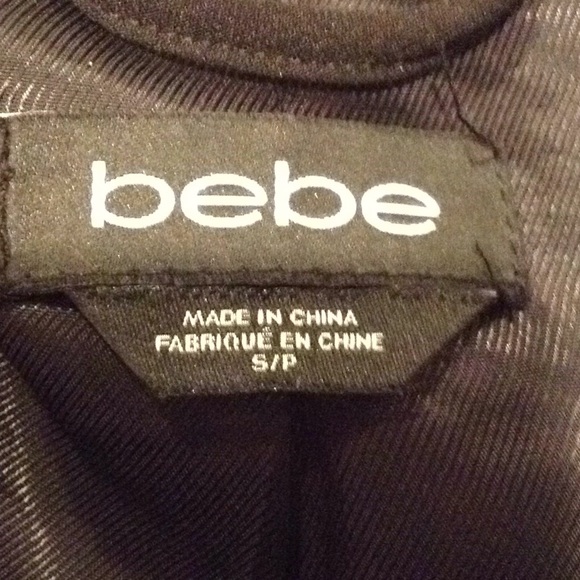 bebe
MADE IN CHINA
FABRIQUÉ EN CHINE
S/P